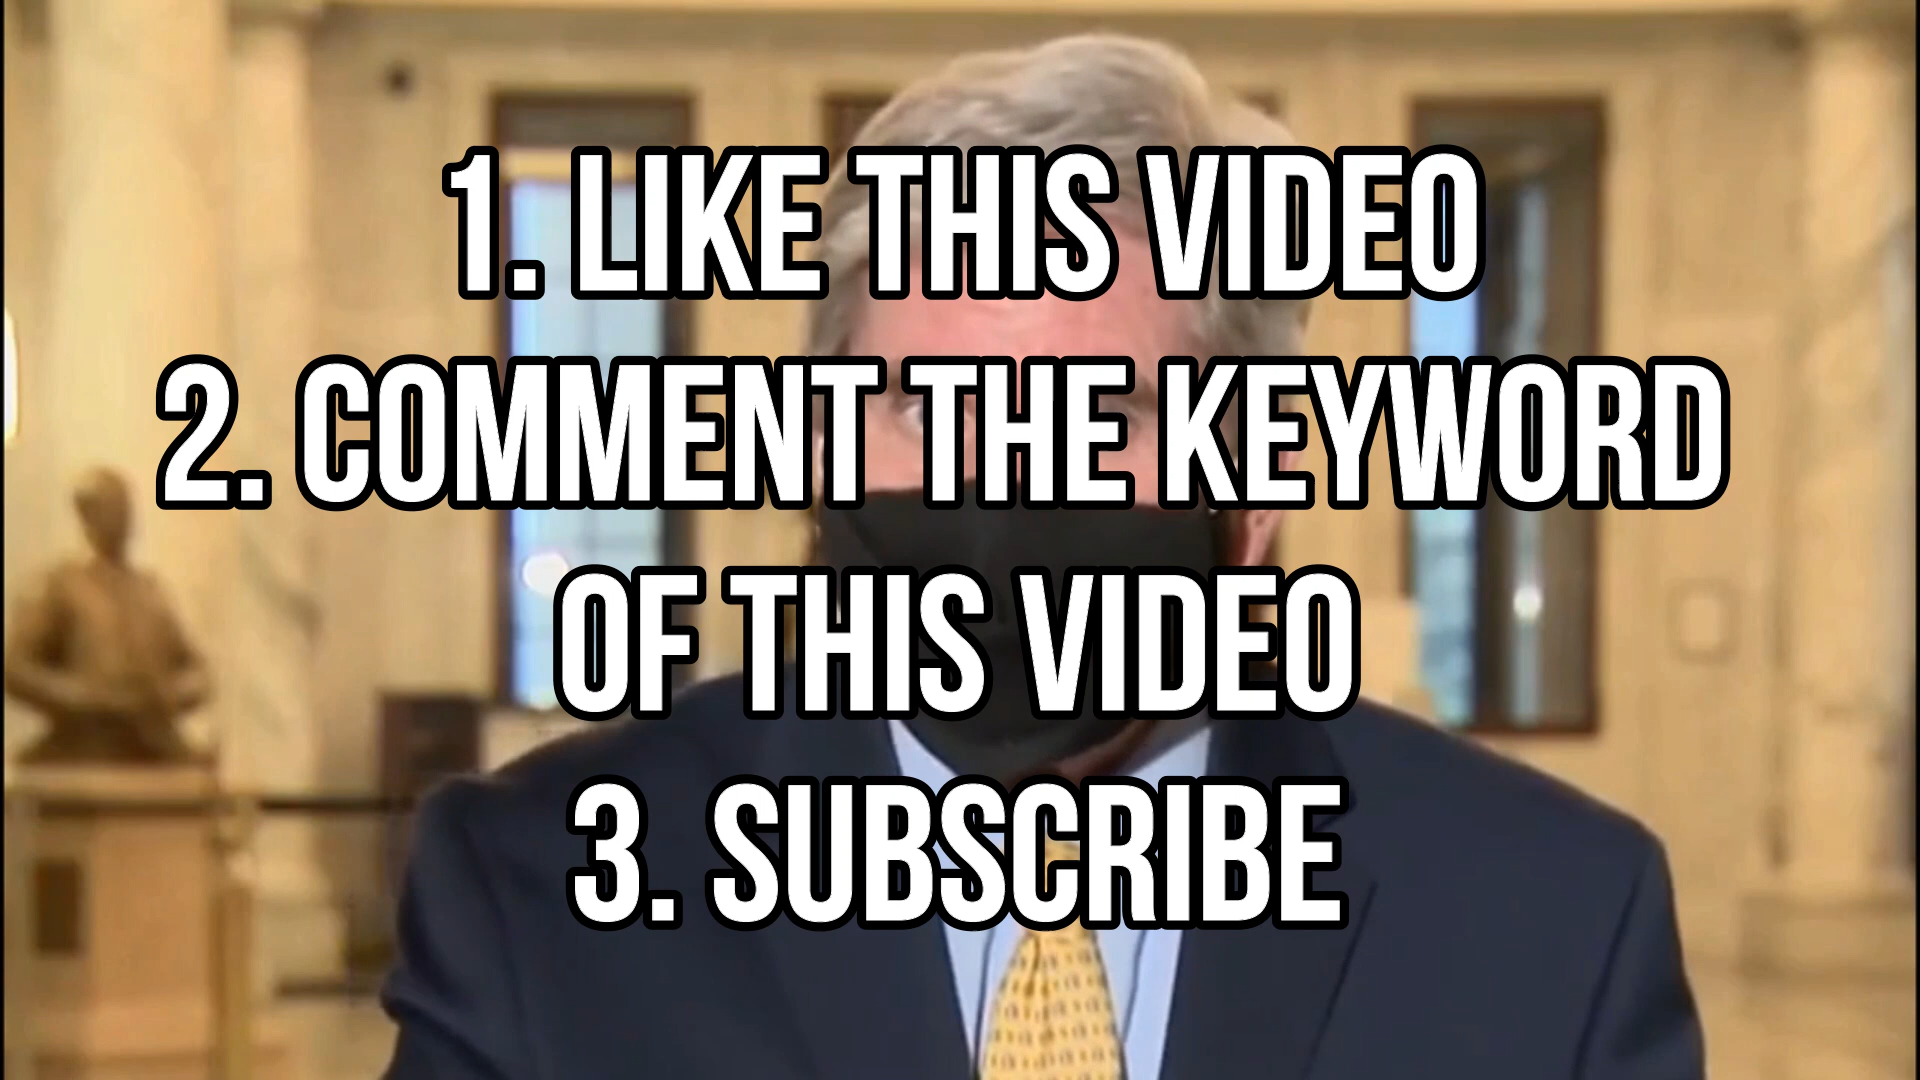 1. LIKE THIS VIDEO
2. COMMENT THE KEYWORD
OF THIS VIDEO
3. SUBSCRIBE